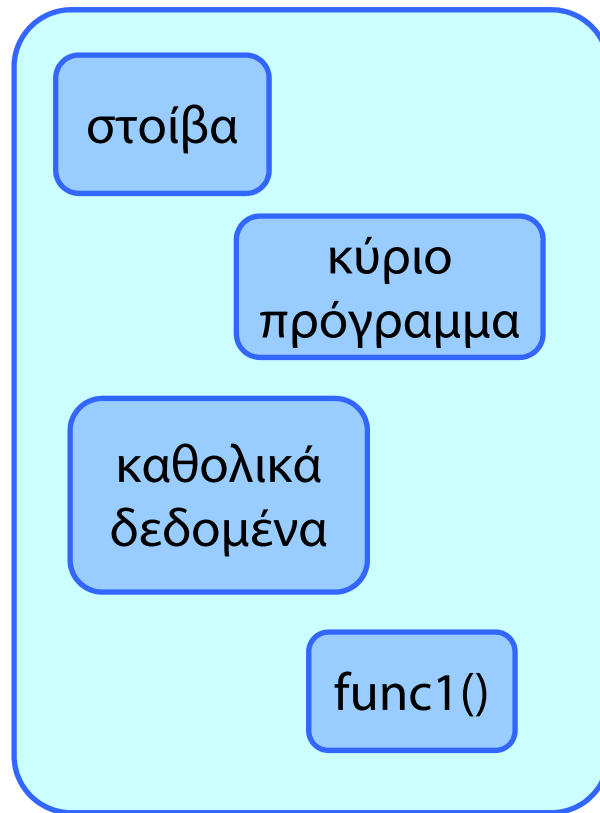 στοίβα
κύριο
πρόγραμμα
καθολικά
δεδομένα
func1()